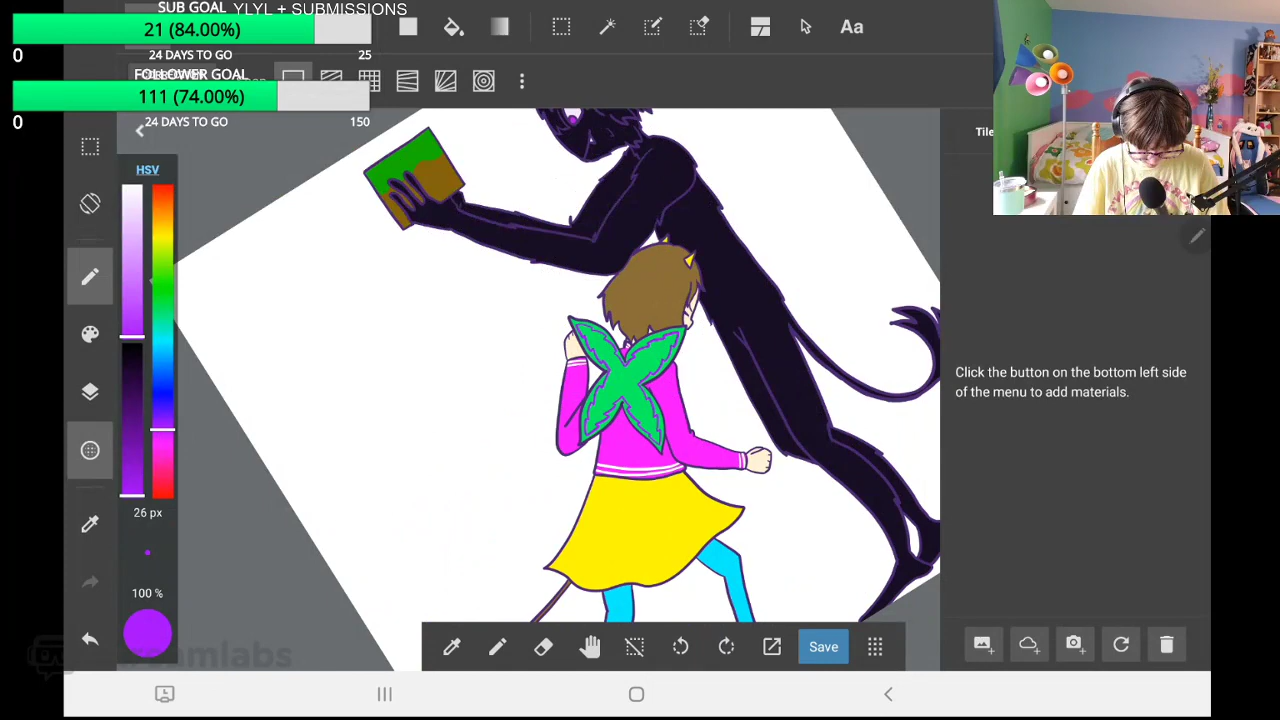 SUB GOAL
YLYL + SUBMISSIONS
21 (84.00%)
0
24 DAYS TO GO
25
FOLLOWER GOAL
111 (74.00%)
0
24 DAYS TO GO
150
HSV
26 px
100 %
Aa
Tile
Click the button on the bottom left side
of the menu to add materials.
Save